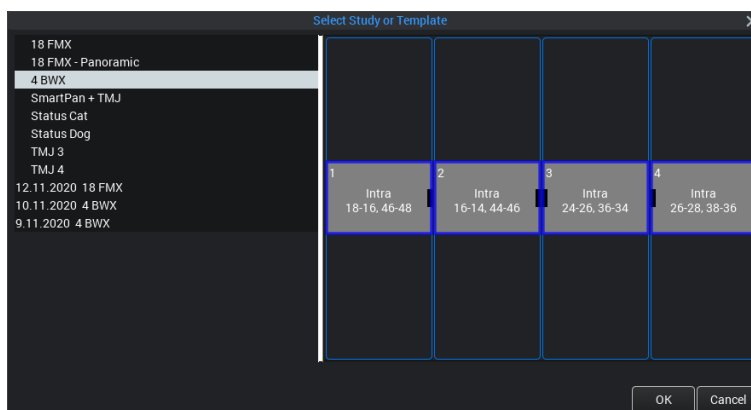 Select Study or Template
18 FMX
18 FMX - Panoramic
4 BWX
SmartPan + TMJ
Status Cat
Status Dog
TMJ 3
TMJ 4
12.11.2020 18 FMX
10.11.2020 4 BWX
9.11.2020 4 BWX
1
Intra
18-16, 46-48
2
Intra
16-14, 44-46
3
Intra
24-26, 36-34
4
Intra
26-28, 38-36
OK
Cancel